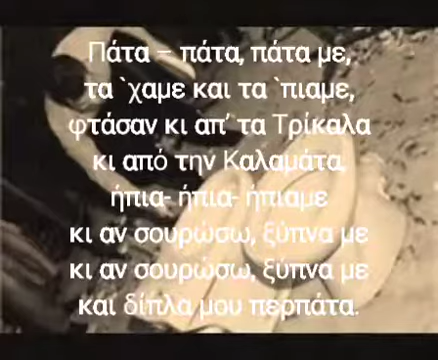 Πάτα – πάτα, πάτα με,
τα `χαμε και τα `πιαμε,
φτάσαν κι απ’ τα Τρίκαλα
κι από την Καλαμάτα,
ήπια- ήπια- ήπιαμε
κι αν σουρώσω, ξύπνα με
κι αν σουρώσω, ξύπνα με
και δίπλα μου περπάτα.